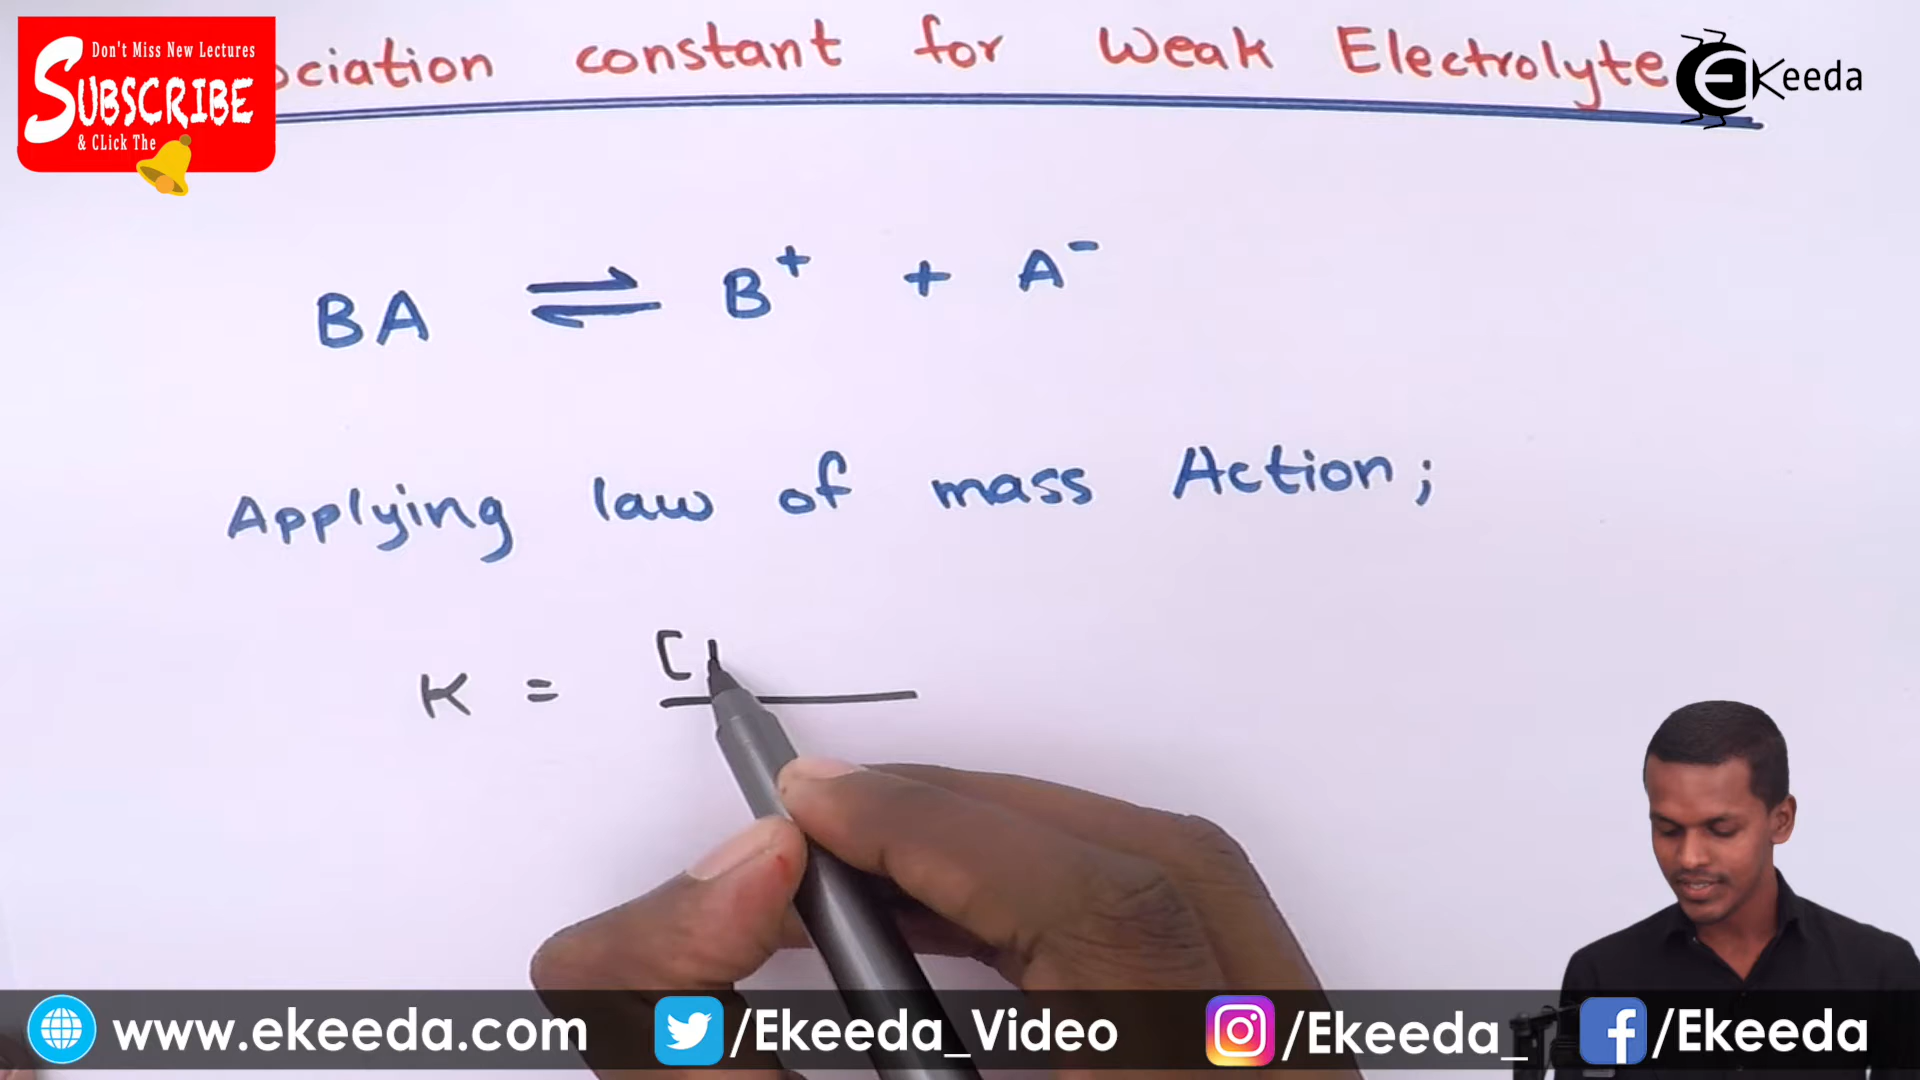 Don't Miss New Lectures
SUBSCRIBE
& CLick The
ociation constant for Weak Electrolyte
Keeda
BA ⇌ B⁺ + A⁻
Applying law of mass Action;
K = [
www.ekeeda.com /Ekeeda_Video /Ekeeda_ /Ekeeda